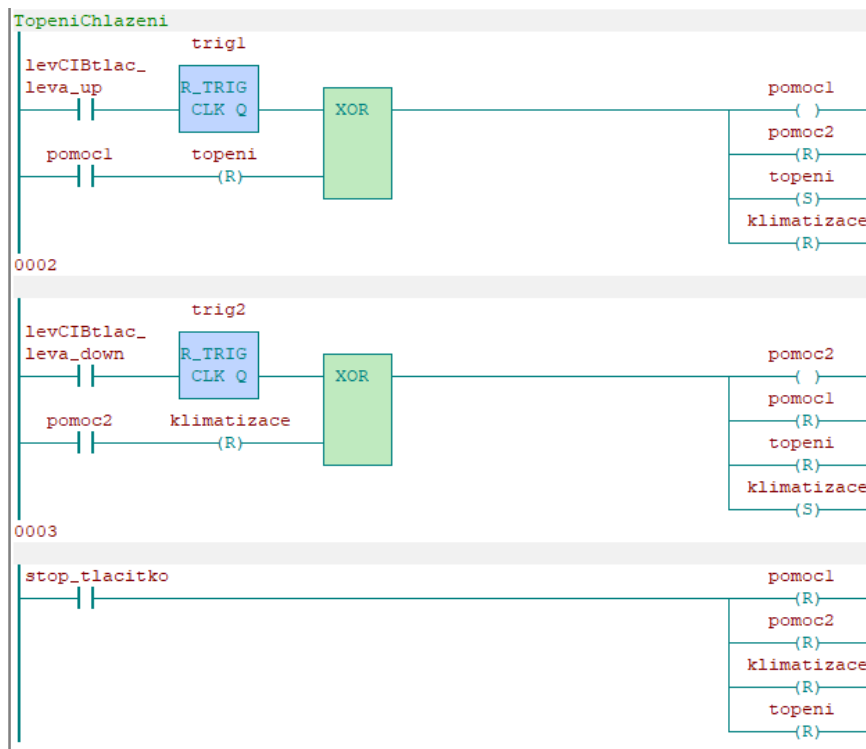 TopeniChlazeni
trig1
levCIBtlac_
leva_up
R_TRIG
CLK Q
XOR
pomoc1
( )
pomoc2
(R)
pomoc1
topeni
(R)
topeni
(S)
klimatizace
(R)
0002
trig2
levCIBtlac_
leva_down
R_TRIG
CLK Q
XOR
pomoc2
( )
pomoc1
(R)
pomoc2
klimatizace
(R)
topeni
(R)
klimatizace
(S)
0003
stop_tlacitko
pomoc1
(R)
pomoc2
(R)
klimatizace
(R)
topeni
(R)